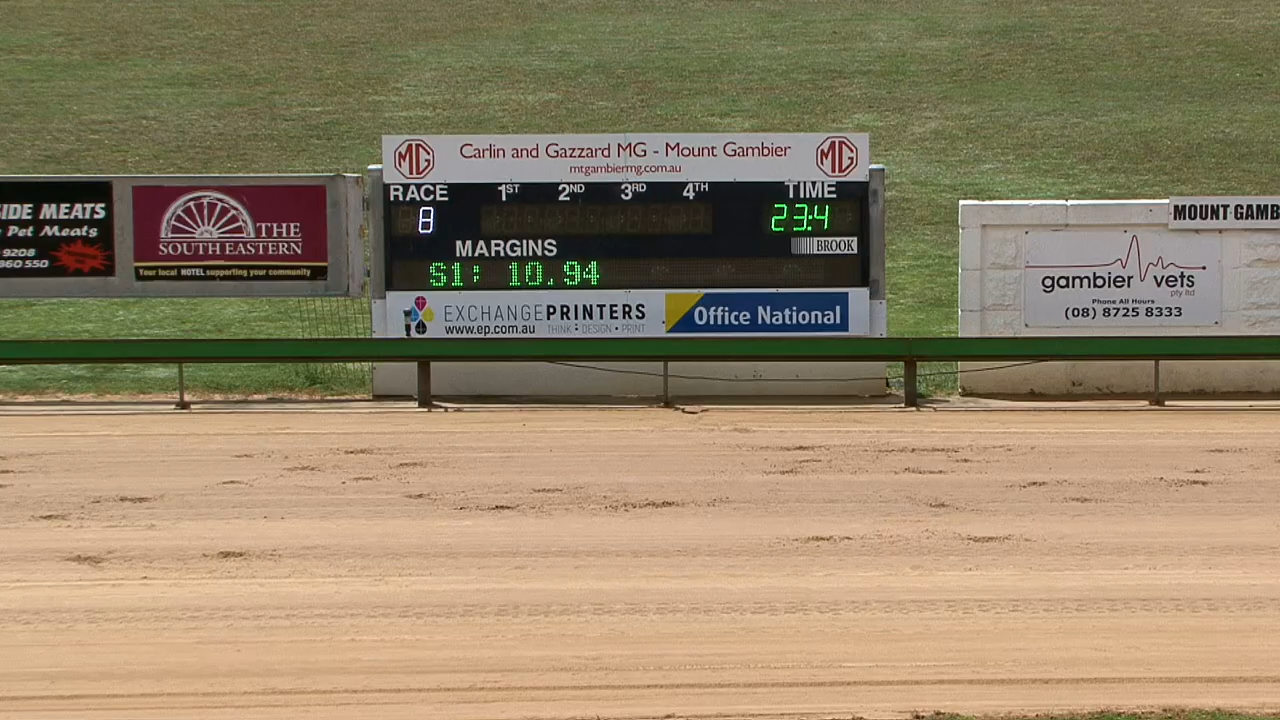 MG Carlin and Gazzard MG - Mount Gambier MG
mtgambiermg.com.au
RACE 1ST 2ND 3RD 4TH TIME
8 23:4
MARGINS BROOK
S1: 10.94
EXCHANGEPRINTERS
www.ep.com.au THINK : DESIGN • PRINT
Office National
SIDE MEATS
Pet Meats
9208
860 550
THE
SOUTH EASTERN
Your local HOTEL supporting your community
MOUNT GAMB
gambier vets
pty ltd
Phone All Hours
(08) 8725 8333